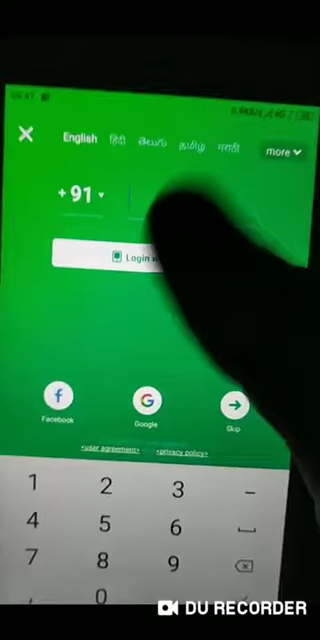 English हिंदी తెలుగు தமிழ் मराठी more
+91
Login w
Facebook Google Skip
<user agreement> <privacy policy>
1 2 3 -
4 5 6
7 8 9
, 0
DU RECORDER